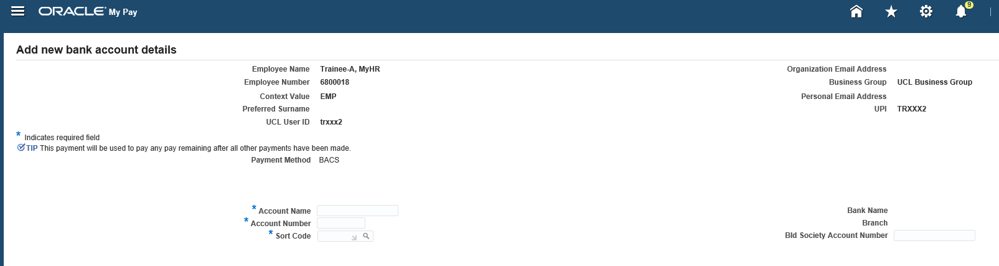 ORACLE® My Pay
9
Add new bank account details
Employee Name Trainee-A, MyHR Organization Email Address
Employee Number 6800018 Business Group UCL Business Group
Context Value EMP Personal Email Address
Preferred Surname UPI TRXXX2
UCL User ID trxxx2
* Indicates required field
TIP This payment will be used to pay any pay remaining after all other payments have been made.
Payment Method BACS
* Account Name Bank Name
* Account Number Branch
* Sort Code Bld Society Account Number